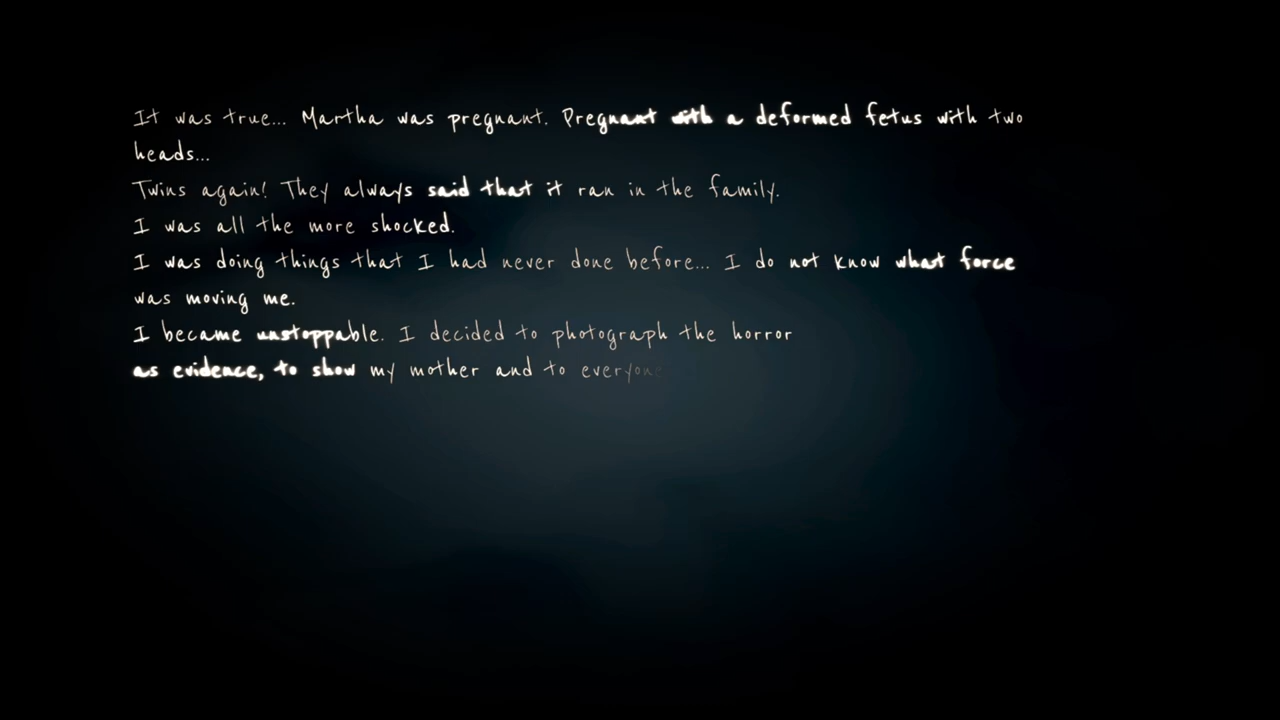 It was true... Martha was pregnant. Pregnant with a deformed fetus with two
heads...
Twins again! They always said that it ran in the family.
I was all the more shocked.
I was doing things that I had never done before... I do not know what force
was moving me.
I became unstoppable. I decided to photograph the horror
as evidence, to show my mother and to everyone